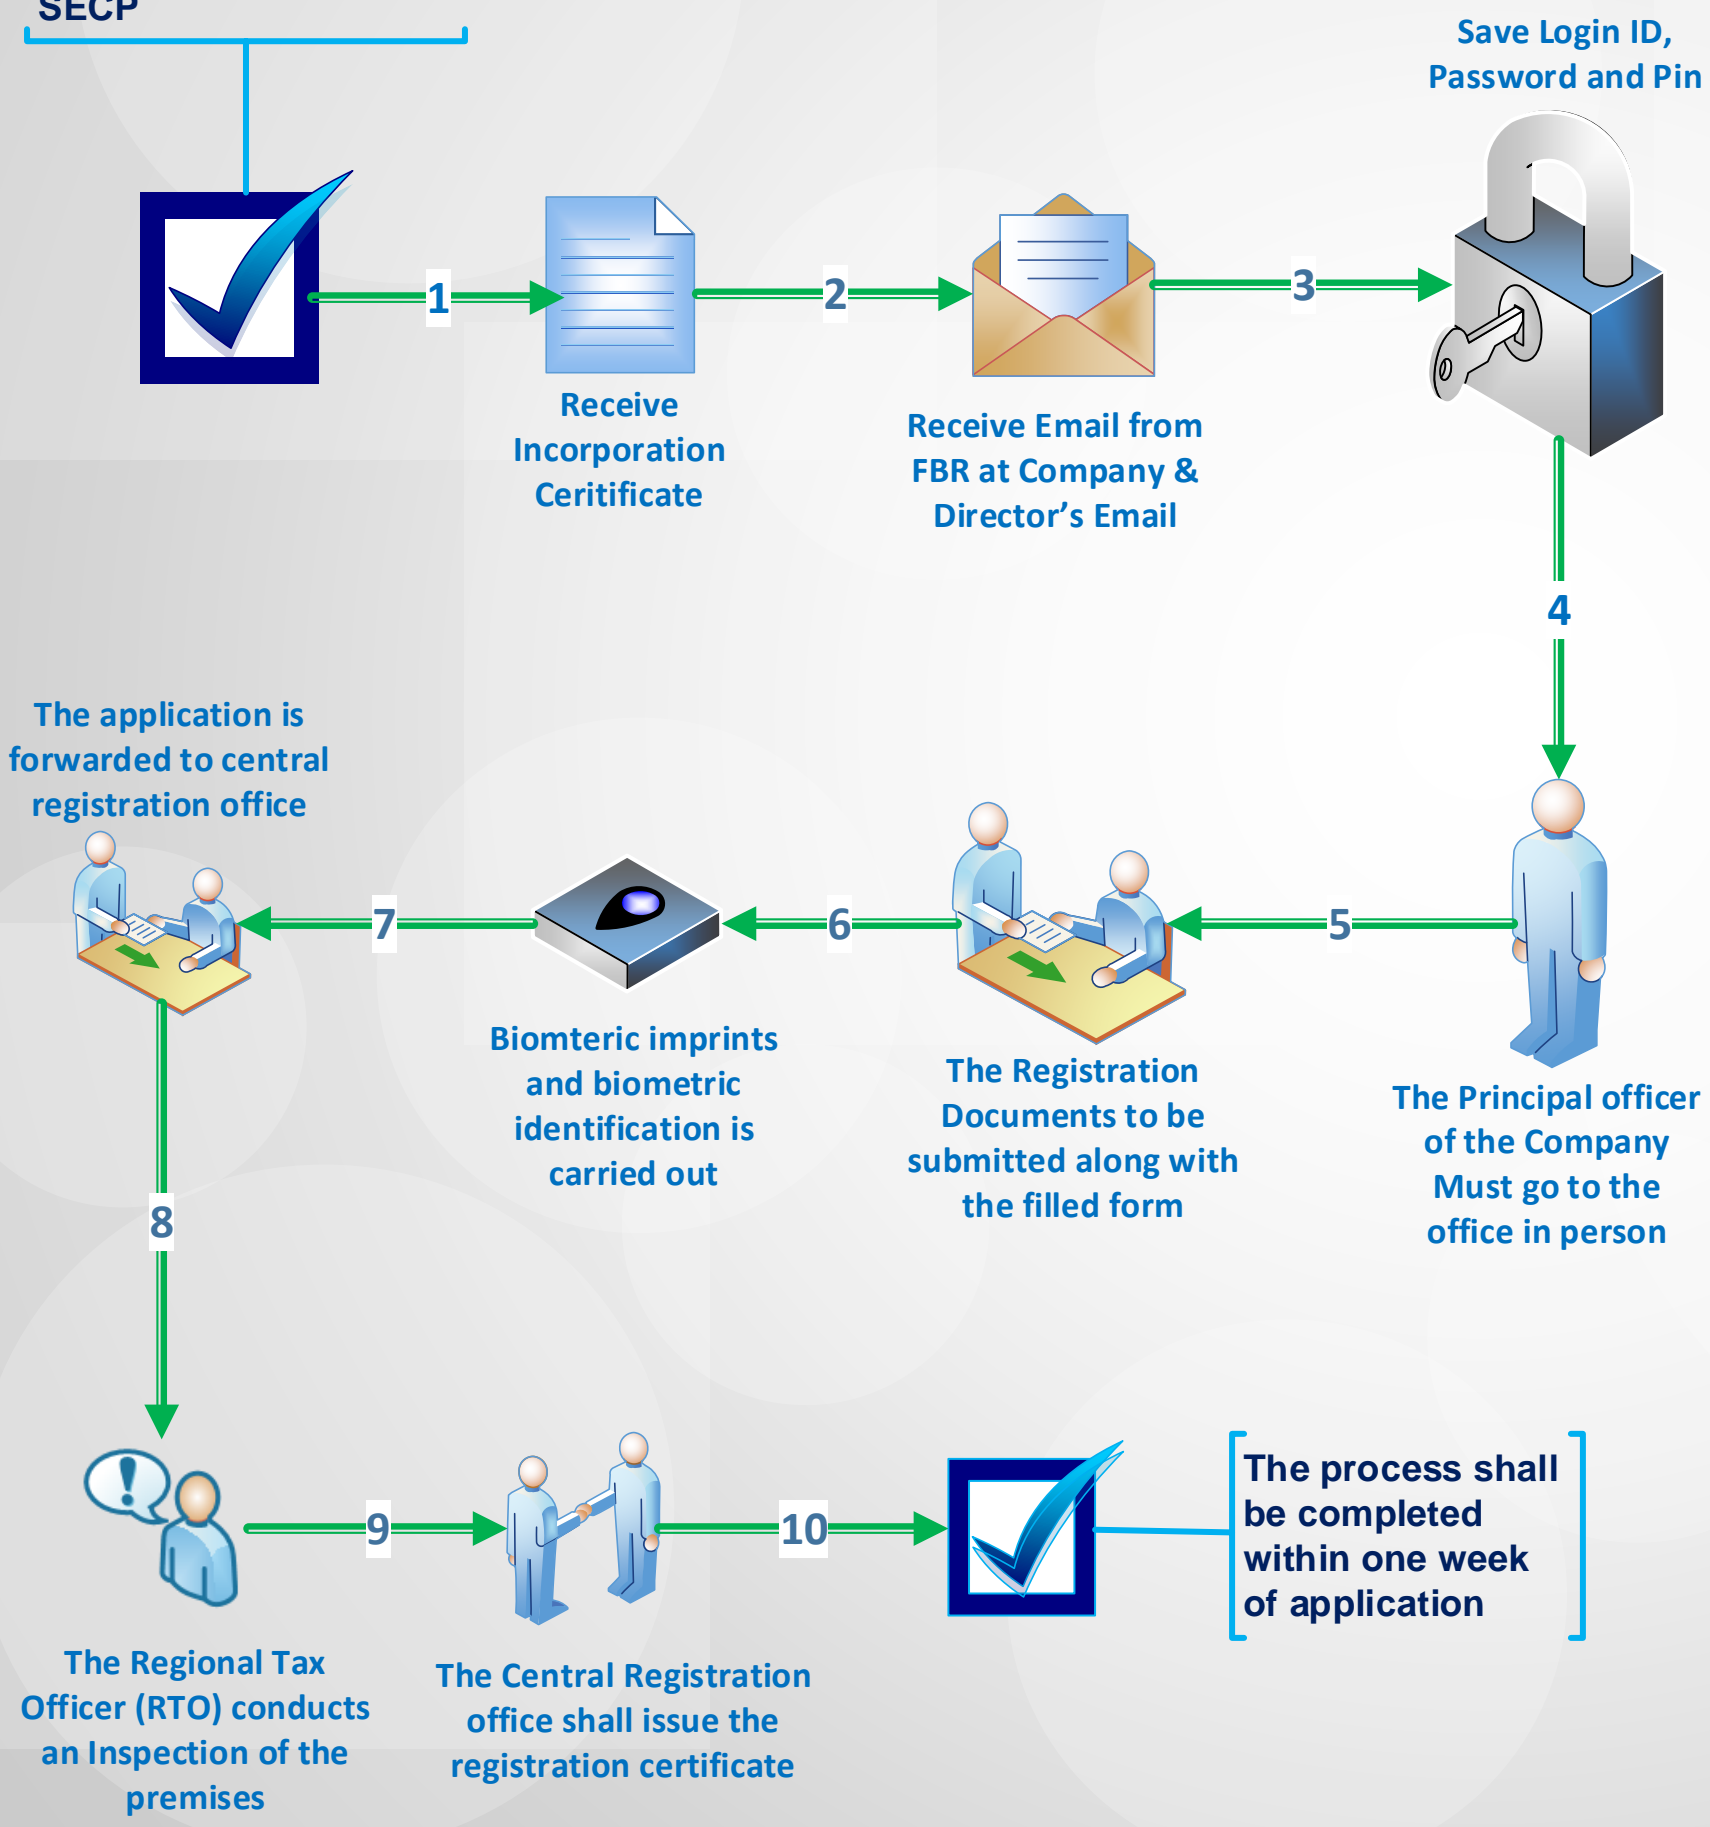 SECP
Save Login ID,
Password and Pin
1
2
3
Receive
Incorporation
Ceritificate
Receive Email from
FBR at Company &
Director's Email
4
The application is
forwarded to central
registration office
7
6
5
Biomteric imprints
and biometric
identification is
carried out
The Registration
Documents to be
submitted along with
the filled form
The Principal officer
of the Company
Must go to the
office in person
8
9
10
The process shall
be completed
within one week
of application
The Regional Tax
Officer (RTO) conducts
an Inspection of the
premises
The Central Registration
office shall issue the
registration certificate